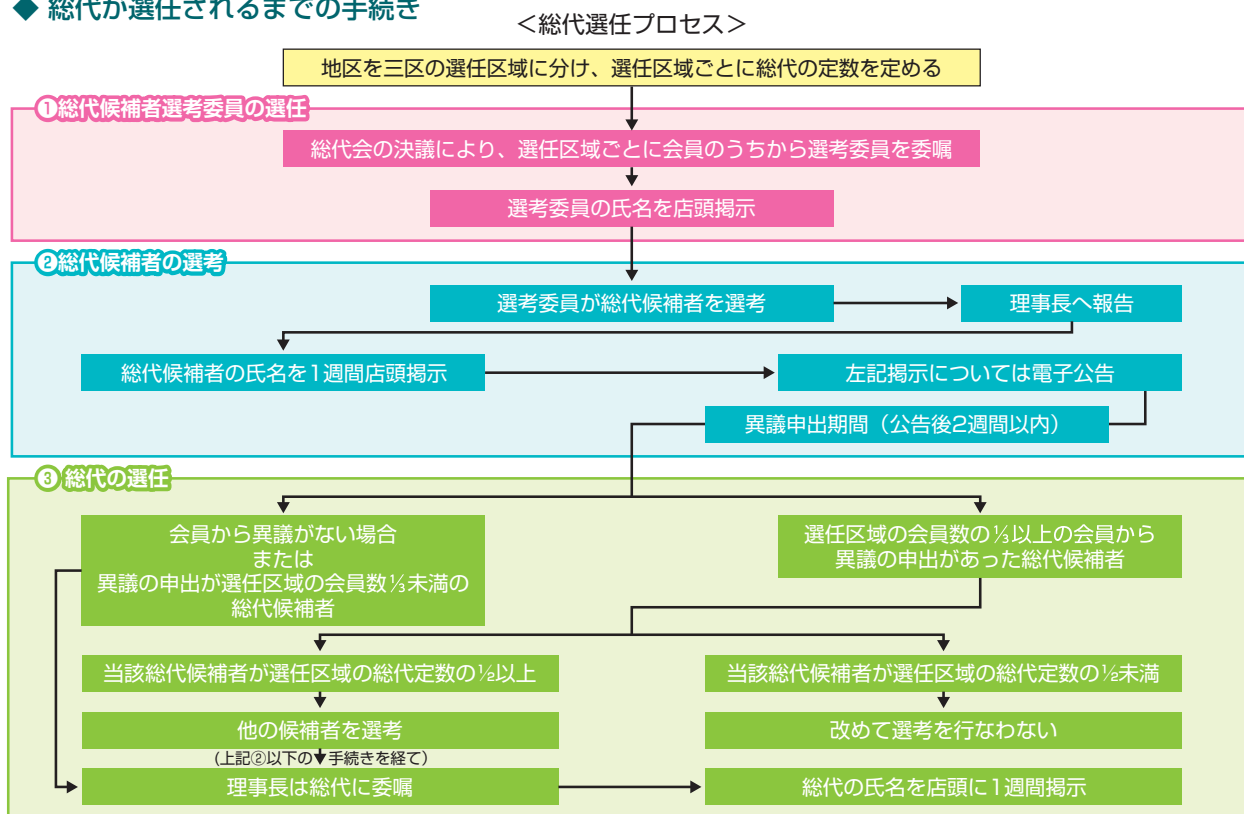 ◆ 総代が選任されるまでの手続き
＜総代選任プロセス＞
地区を三区の選任区域に分け、選任区域ごとに総代の定数を定める
①総代候補者選考委員の選任
総代会の決議により、選任区域ごとに会員のうちから選考委員を委嘱
選考委員の氏名を店頭掲示
②総代候補者の選考
選考委員が総代候補者を選考
理事長へ報告
総代候補者の氏名を1週間店頭掲示
左記掲示については電子公告
異議申出期間（公告後2週間以内）
③総代の選任
会員から異議がない場合
または
異議の申出が選任区域の会員数⅓未満の
総代候補者
選任区域の会員数の⅓以上の会員から
異議の申出があった総代候補者
当該総代候補者が選任区域の総代定数の½以上
当該総代候補者が選任区域の総代定数の½未満
他の候補者を選考
改めて選考を行なわない
(上記②以下の▼手続きを経て)
理事長は総代に委嘱
総代の氏名を店頭に1週間掲示